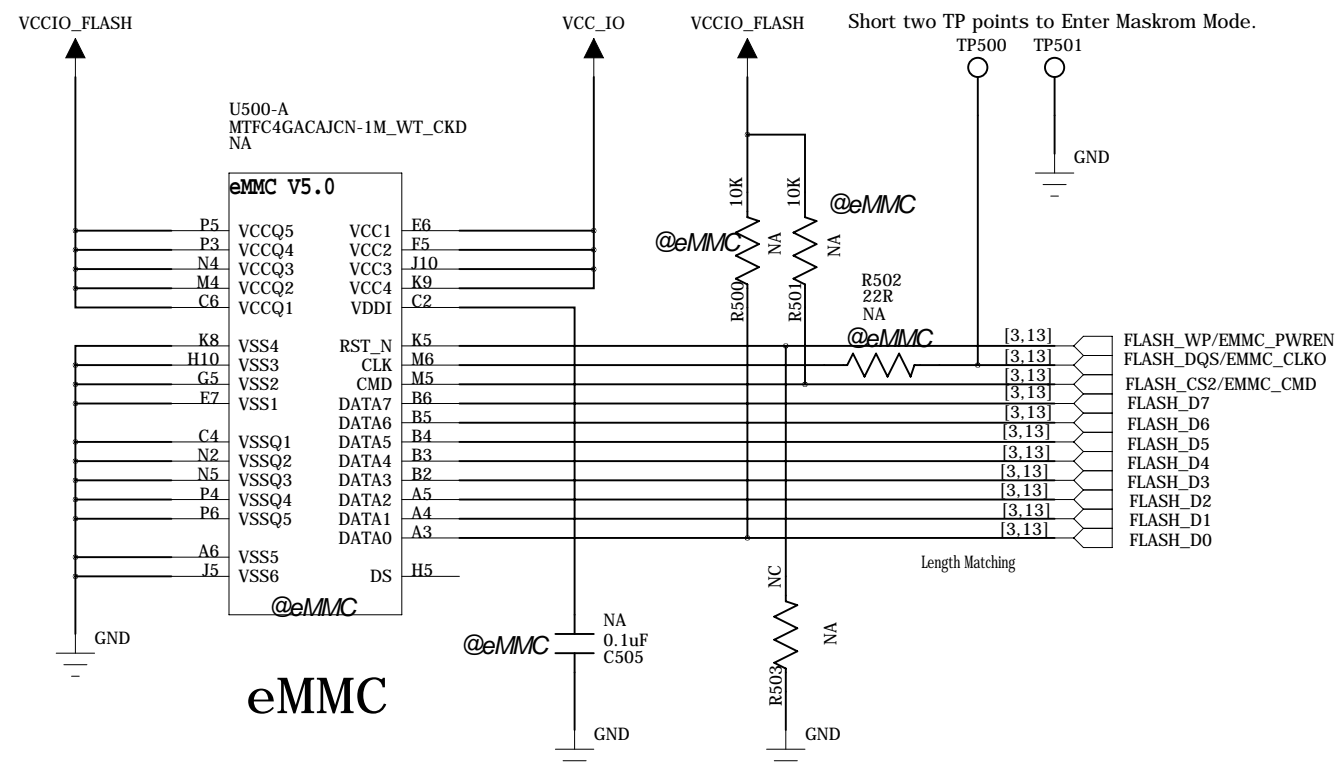 VCCIO_FLASH
VCC_IO
VCCIO_FLASH
Short two TP points to Enter Maskrom Mode.
TP500
TP501
GND
U500-A
MTFC4GACAJCN-1M_WT_CKD
NA
eMMC V5.0
P5 VCCQ5 VCC1 E6
P3 VCCQ4 VCC2 F5
N4 VCCQ3 VCC3 J10
M4 VCCQ2 VCC4 K9
C6 VCCQ1 VDDI C2
K8 VSS4 RST_N K5
H10 VSS3 CLK M6
G5 VSS2 CMD M5
E7 VSS1 DATA7 B6
DATA6 B5
C4 VSSQ1 DATA5 B4
N2 VSSQ2 DATA4 B3
N5 VSSQ3 DATA3 B2
P4 VSSQ4 DATA2 A5
P6 VSSQ5 DATA1 A4
DATA0 A3
A6 VSS5
J5 VSS6 DS H5
@eMMC
GND
eMMC
@eMMC
NA
0.1uF
C505
GND
10K
@eMMC
NA
R500
10K
@eMMC
NA
R501
R502
22R
NA
@eMMC
NC
NA
R503
GND
[3,13] FLASH_WP/EMMC_PWREN
[3,13] FLASH_DQS/EMMC_CLKO
[3,13] FLASH_CS2/EMMC_CMD
[3,13] FLASH_D7
[3,13] FLASH_D6
[3,13] FLASH_D5
[3,13] FLASH_D4
[3,13] FLASH_D3
[3,13] FLASH_D2
[3,13] FLASH_D1
[3,13] FLASH_D0
Length Matching